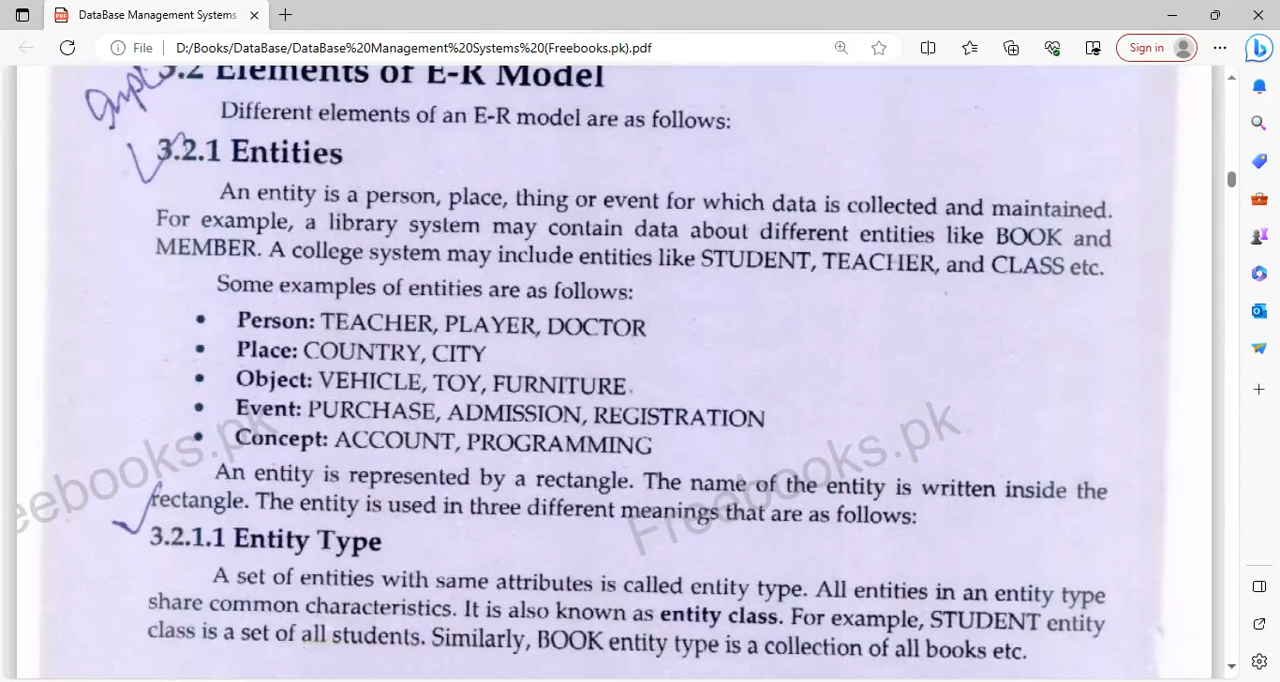 DataBase Management Systems
File
D:/Books/DataBase/DataBase%20Management%20Systems%20(Freebooks.pk).pdf
Sign in
3.2 Elements of E-R Model
Different elements of an E-R model are as follows:
3.2.1 Entities
An entity is a person, place, thing or event for which data is collected and maintained.
For example, a library system may contain data about different entities like BOOK and
MEMBER. A college system may include entities like STUDENT, TEACHER, and CLASS etc.
Some examples of entities are as follows:
• Person: TEACHER, PLAYER, DOCTOR
• Place: COUNTRY, CITY
• Object: VEHICLE, TOY, FURNITURE
• Event: PURCHASE, ADMISSION, REGISTRATION
• Concept: ACCOUNT, PROGRAMMING
An entity is represented by a rectangle. The name of the entity is written inside the
rectangle. The entity is used in three different meanings that are as follows:
3.2.1.1 Entity Type
A set of entities with same attributes is called entity type. All entities in an entity type
share common characteristics. It is also known as entity class. For example, STUDENT entity
class is a set of all students. Similarly, BOOK entity type is a collection of all books etc.
eebooks.pk
Freebooks.pk